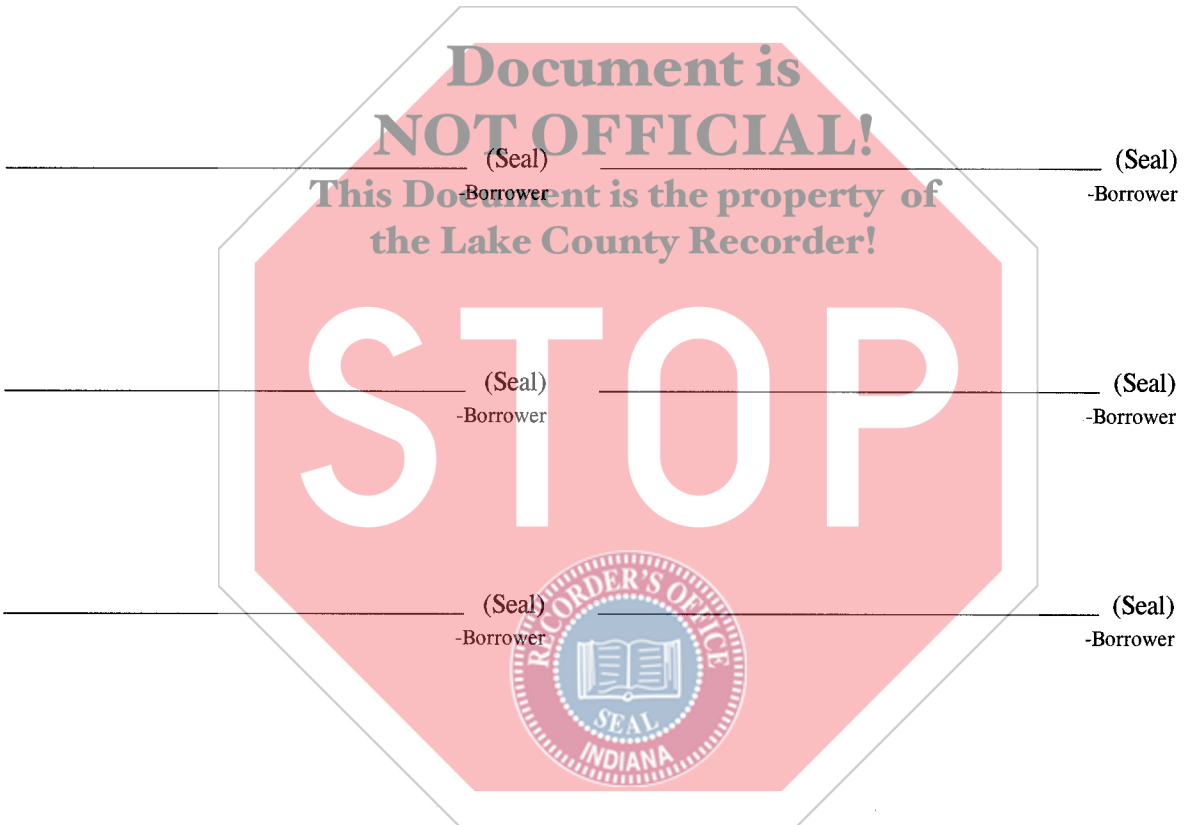 Document is
NOT OFFICIAL!
(Seal) (Seal)
-Borrower -Borrower
This Document is the property of
the Lake County Recorder!
STOP
(Seal) (Seal)
-Borrower -Borrower
(Seal) (Seal)
-Borrower -Borrower
RECORDER'S OFFICE
SEAL
INDIANA